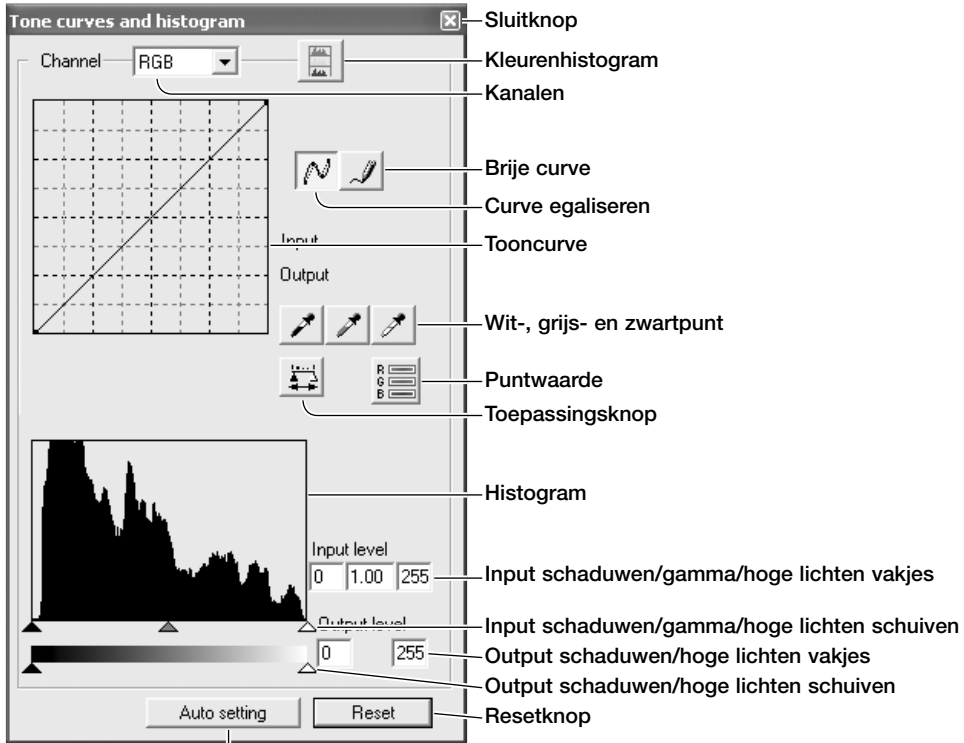 Tone curves and histogram
Sluitknop
Channel RGB
Kleurenhistogram
Kanalen
Brije curve
Curve egaliseren
Input
Tooncurve
Output
Wit-, grijs- en zwartpunt
R
G
B
Puntwaarde
Toepassingsknop
Histogram
Input level
0 1.00 255
Input schaduwen/gamma/hoge lichten vakjes
Output level
Input schaduwen/gamma/hoge lichten schuiven
0 255
Output schaduwen/hoge lichten vakjes
Output schaduwen/hoge lichten schuiven
Auto setting Reset
Resetknop